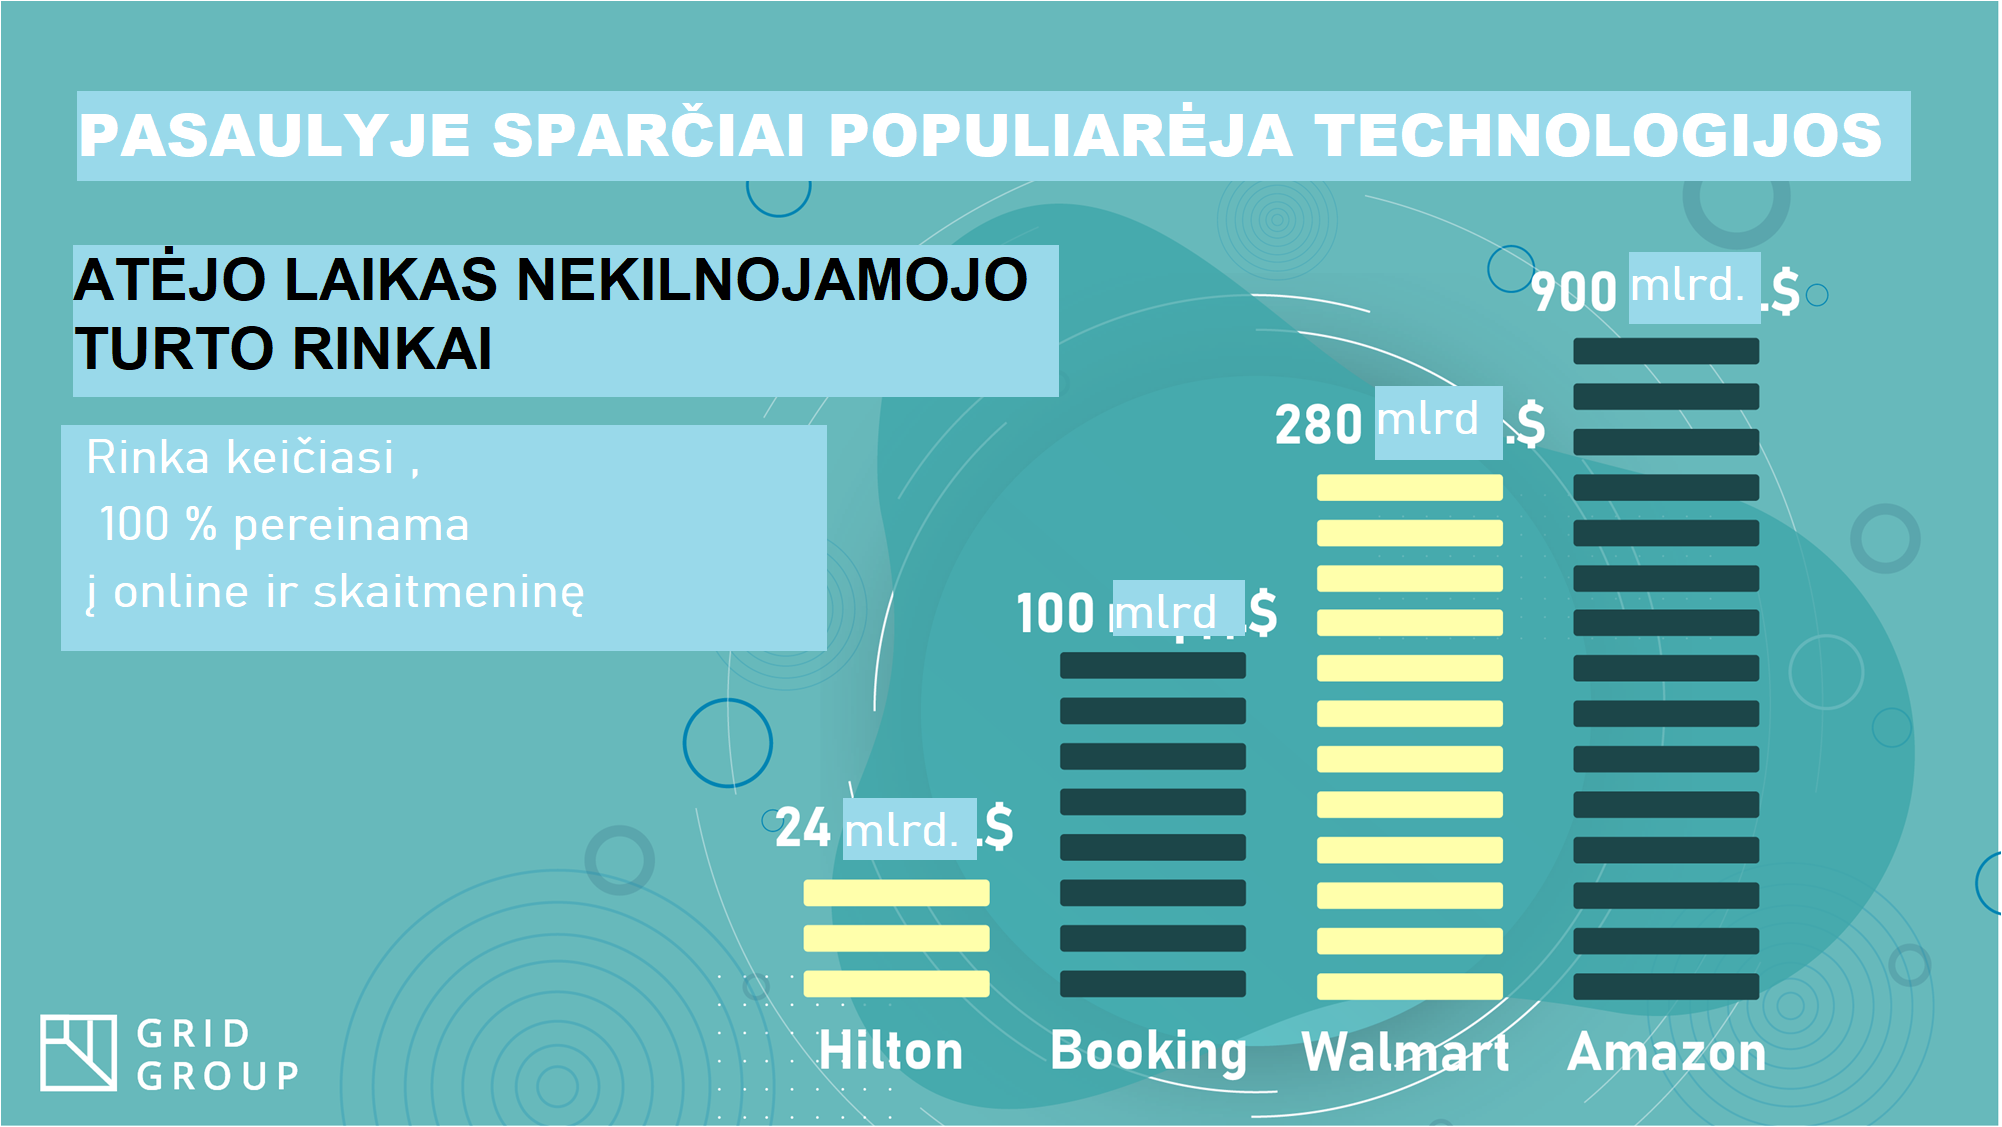 PASAULYJE SPARČIAI POPULIARĖJA TECHNOLOGIJOS
ATĖJO LAIKAS NEKILNOJAMOJO
TURTO RINKAI
Rinka keičiasi ,
100 % pereinama
į online ir skaitmeninę
900 mlrd. .$
280 mlrd .$
100 mlrd .$
24 mlrd. .$
Hilton Booking Walmart Amazon
GRID
GROUP